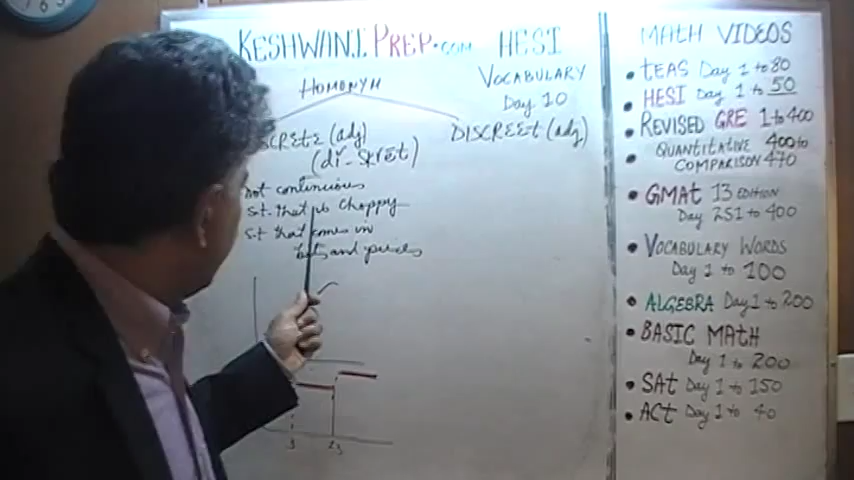 KESHWANI PREP.COM HESI
VOCABULARY
Day 10
HOMONYM
SCRETE (adj)
(dĭ-skrēt)
DISCREET (adj)
not continuous
s.t. that is choppy
s.t that comes in
bits and pieces
MATH VIDEOS
• TEAS Day 1 to 80
• HESI Day 1 to 50
• REVISED GRE 1 to 400
• QUANTITATIVE 400 to
COMPARISON 470
• GMAT 13 EDITION
Day 251 to 400
• VOCABULARY WORDS
Day 1 to 100
• ALGEBRA Day 1 to 200
• BASIC MATH
Day 1 to 200
• SAT Day 1 to 150
• ACT Day 1 to 40